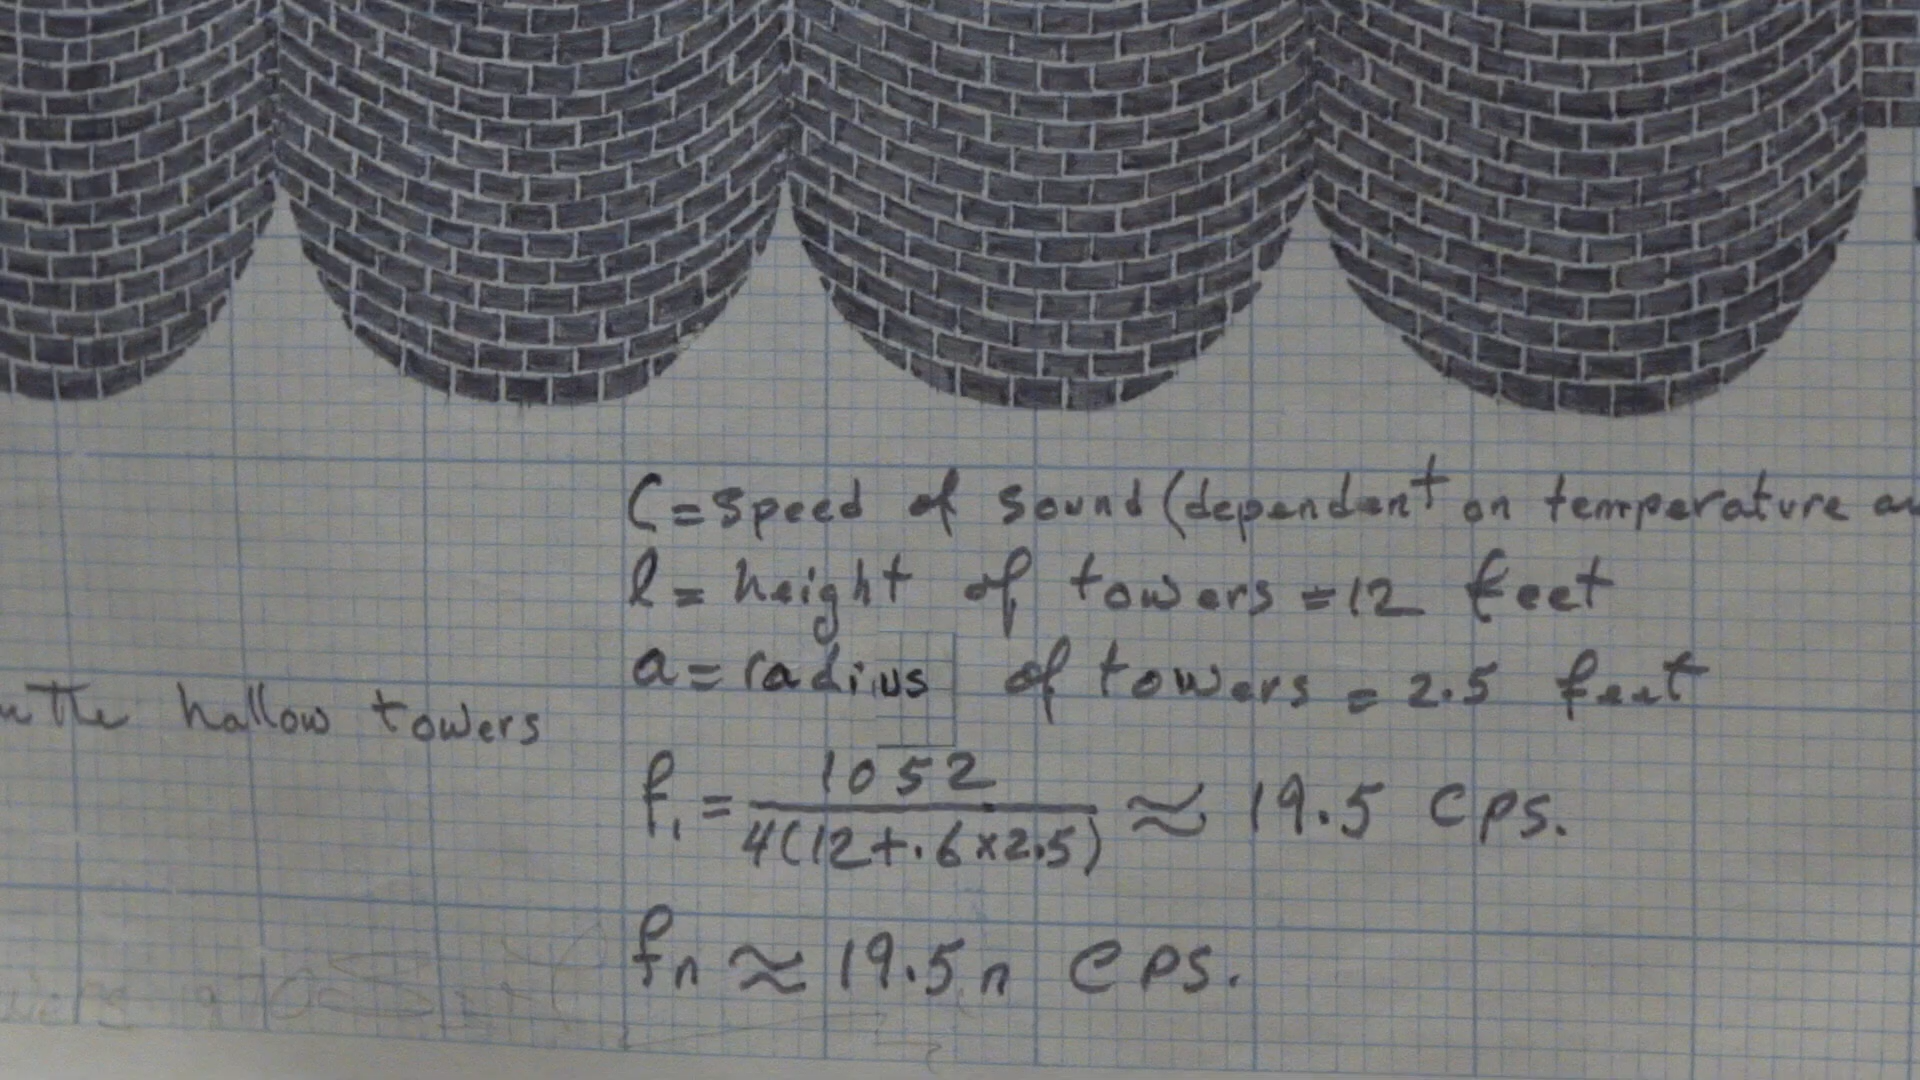 C = speed of sound (dependent on temperature
l = height of towers = 12 feet
a = radius of towers = 2.5 feet
the hallow towers
f₁ = 1052 / 4(12+.6×2.5) ≈ 19.5 CPS.
fn ≈ 19.5n CPS.